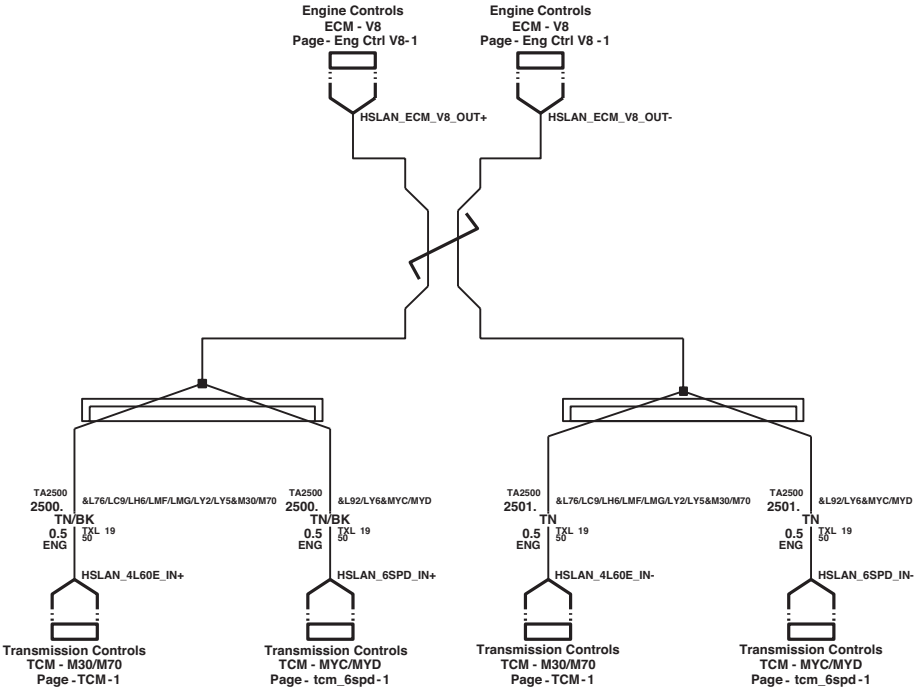 Engine Controls
ECM - V8
Page - Eng Ctrl V8-1
Engine Controls
ECM - V8
Page - Eng Ctrl V8 -1
HSLAN_ECM_V8_OUT+
HSLAN_ECM_V8_OUT-
TA2500
2500.
&L76/LC9/LH6/LMF/LMG/LY2/LY5&M30/M70
TN/BK
0.5
TXL 19
50
ENG
HSLAN_4L60E_IN+
Transmission Controls
TCM - M30/M70
Page -TCM-1
TA2500
2500.
&L92/LY6&MYC/MYD
TN/BK
0.5
TXL 19
50
ENG
HSLAN_6SPD_IN+
Transmission Controls
TCM - MYC/MYD
Page - tcm_6spd-1
TA2500
2501.
&L76/LC9/LH6/LMF/LMG/LY2/LY5&M30/M70
TN
0.5
TXL 19
50
ENG
HSLAN_4L60E_IN-
Transmission Controls
TCM - M30/M70
Page -TCM-1
TA2500
2501.
&L92/LY6&MYC/MYD
TN
0.5
TXL 19
50
ENG
HSLAN_6SPD_IN-
Transmission Controls
TCM - MYC/MYD
Page - tcm_6spd-1